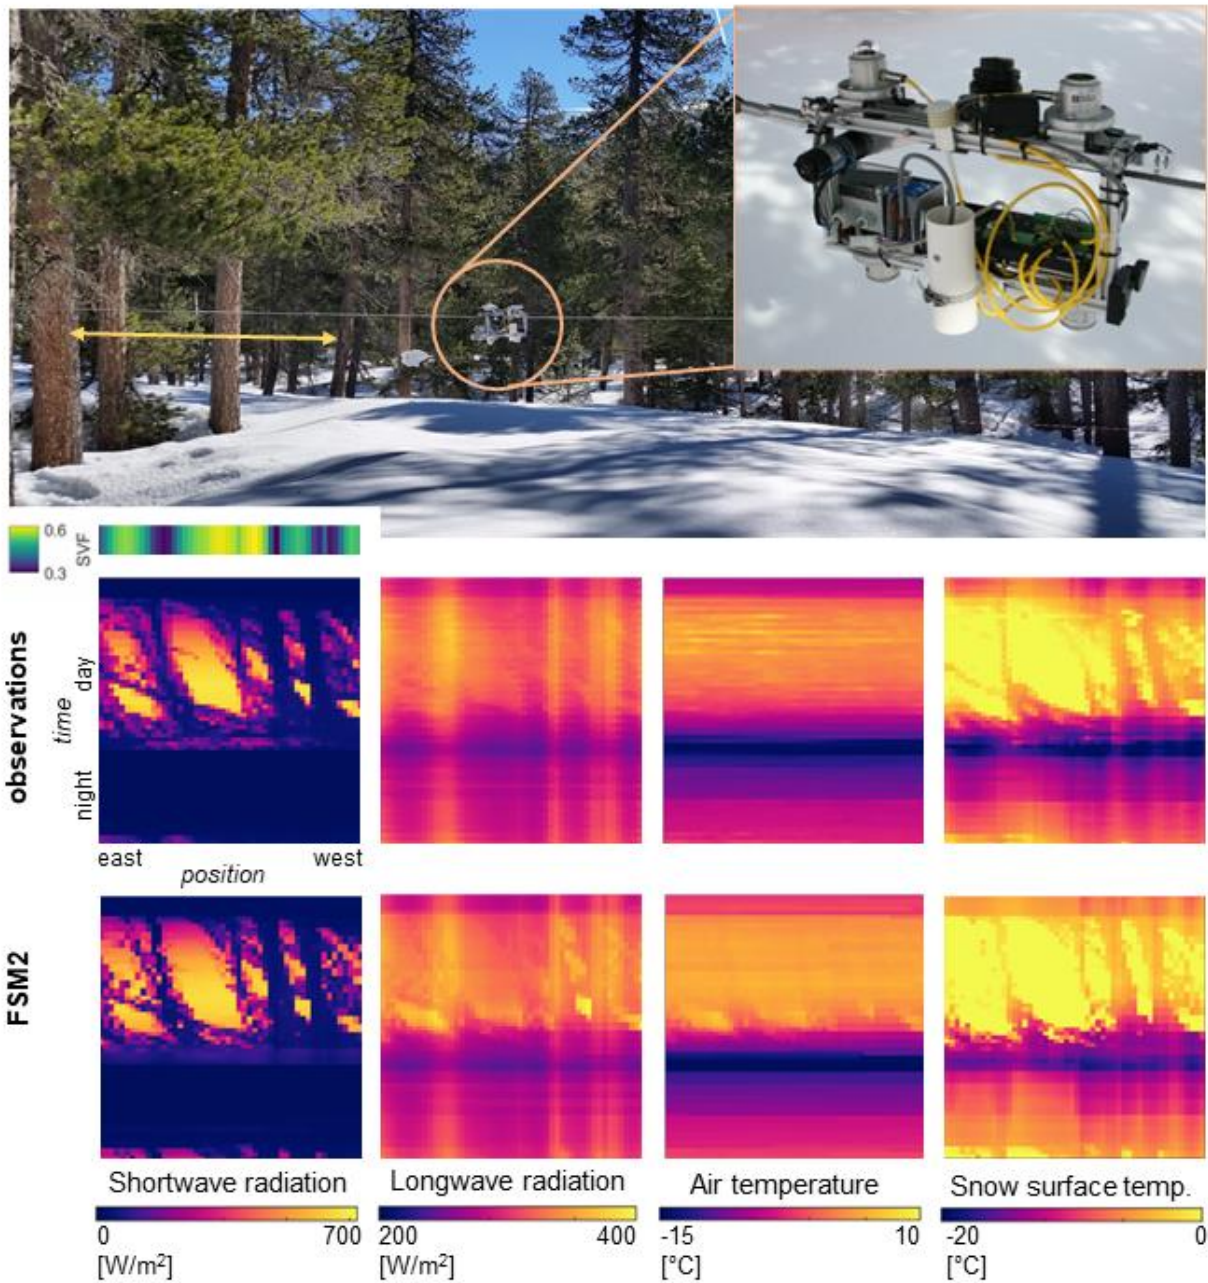 0.6
SVF
0.3
observations
day
time
night
east
west
position
FSM2
Shortwave radiation
Longwave radiation
Air temperature
Snow surface temp.
0
700
200
400
-15
10
-20
0
[W/m²]
[W/m²]
[°C]
[°C]